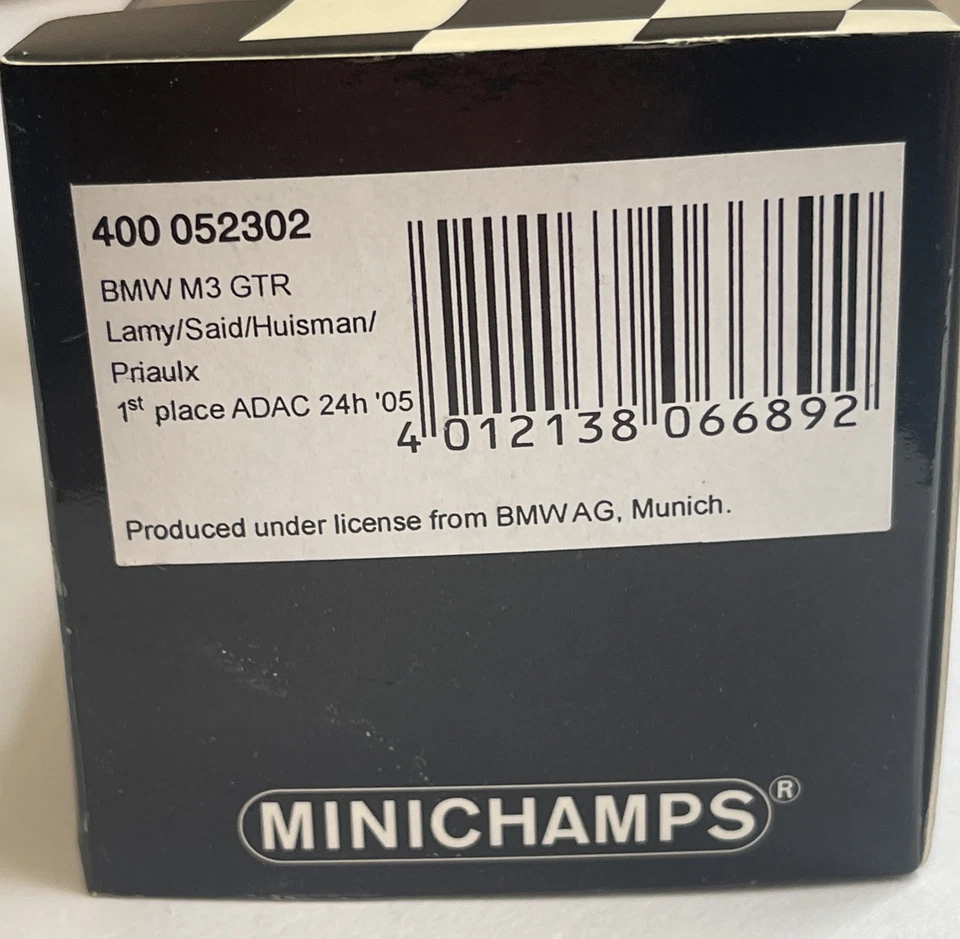 400 052302
BMW M3 GTR
Lamy/Said/Huisman/
Priaulx
1st place ADAC 24h '05
4 012138 066892
Produced under license from BMW AG, Munich.
MINICHAMPS®